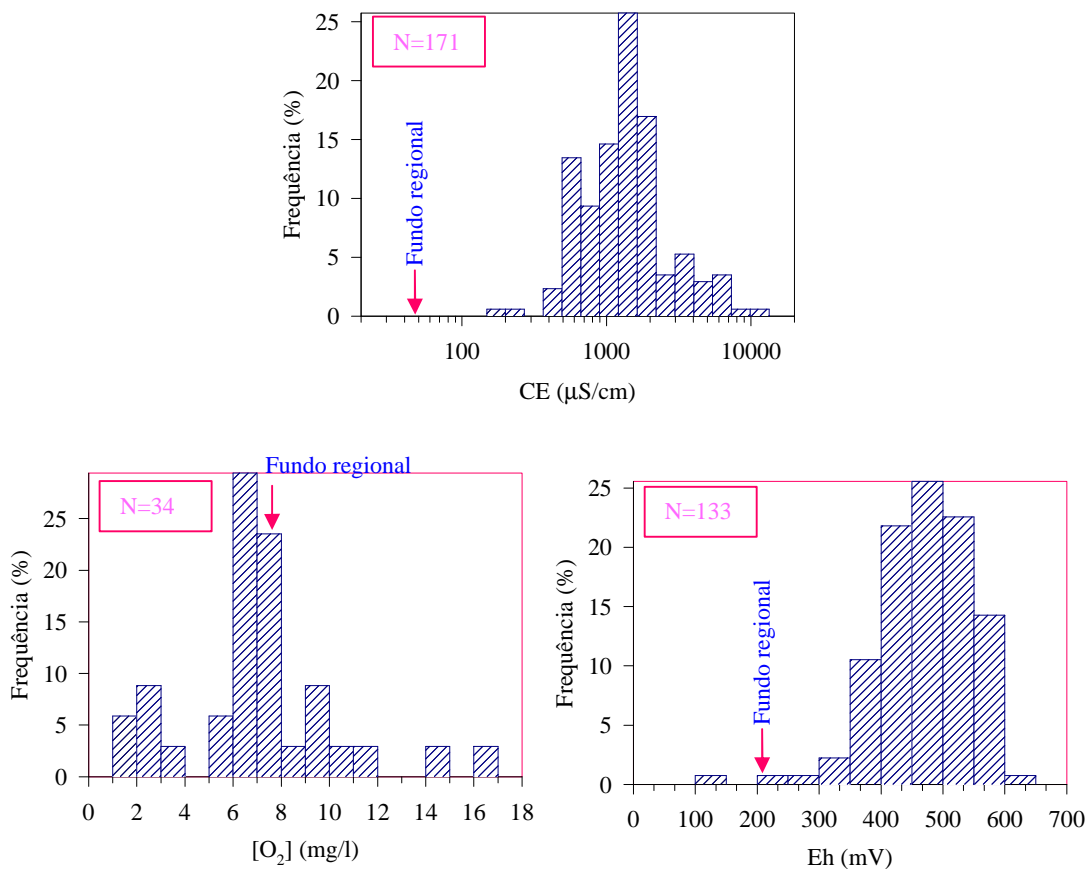 25
20
15
10
5
0
Frequência (%)
N=171
Fundo regional
100
1000
10000
CE (μS/cm)
Fundo regional
N=34
25
20
15
10
5
0
Frequência (%)
0 2 4 6 8 10 12 14 16 18
[O₂] (mg/l)
25
20
15
10
5
0
Frequência (%)
N=133
Fundo regional
0 100 200 300 400 500 600 700
Eh (mV)